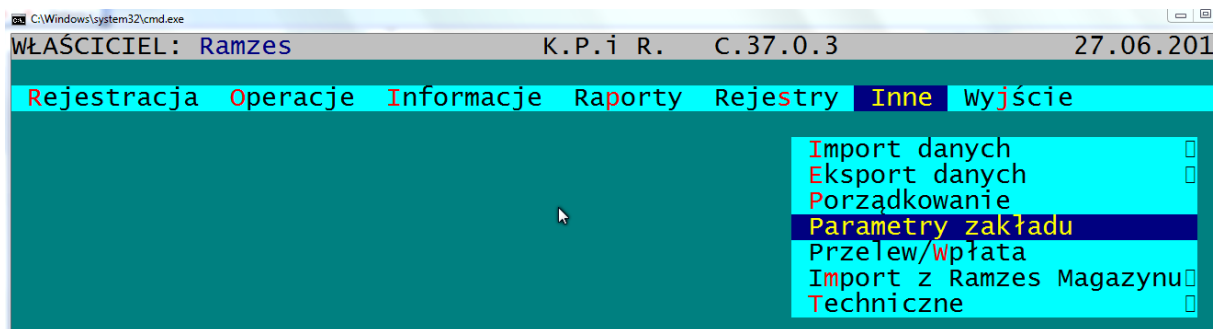 C:\Windows\system32\cmd.exe
WŁAŚCICIEL: Ramzes K.P.i R. C.37.0.3 27.06.201
Rejestracja Operacje Informacje Raporty Rejestry Inne Wyjście
Import danych
Eksport danych
Porządkowanie
Parametry zakładu
Przelew/Wpłata
Import z Ramzes Magazynu
Techniczne